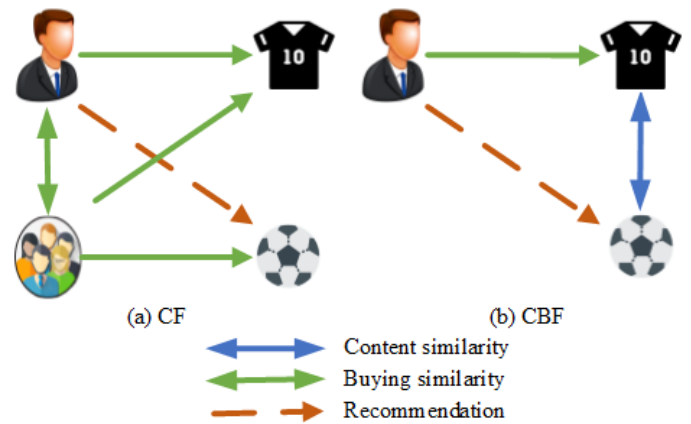 10
10
(a) CF
(b) CBF
Content similarity
Buying similarity
Recommendation